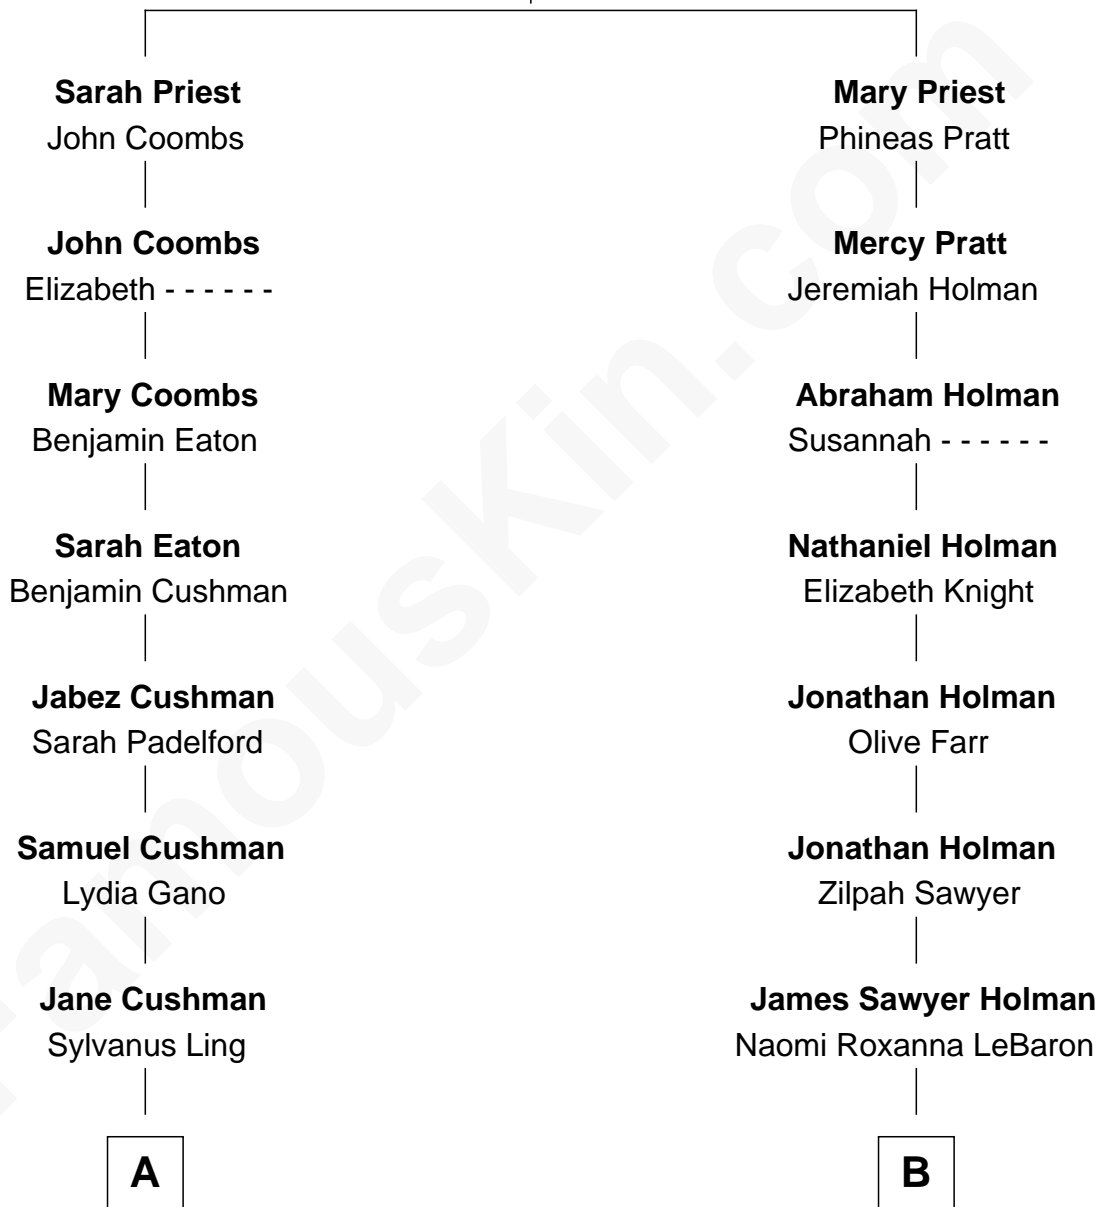 Sarah Priest
John Coombs
John Coombs
Elizabeth - - - - - -
Mary Coombs
Benjamin Eaton
Sarah Eaton
Benjamin Cushman
Jabez Cushman
Sarah Padelford
Samuel Cushman
Lydia Gano
Jane Cushman
Sylvanus Ling
A
Mary Priest
Phineas Pratt
Mercy Pratt
Jeremiah Holman
Abraham Holman
Susannah - - - - - -
Nathaniel Holman
Elizabeth Knight
Jonathan Holman
Olive Farr
Jonathan Holman
Zilpah Sawyer
James Sawyer Holman
Naomi Roxanna LeBaron
B
FamousKin.com